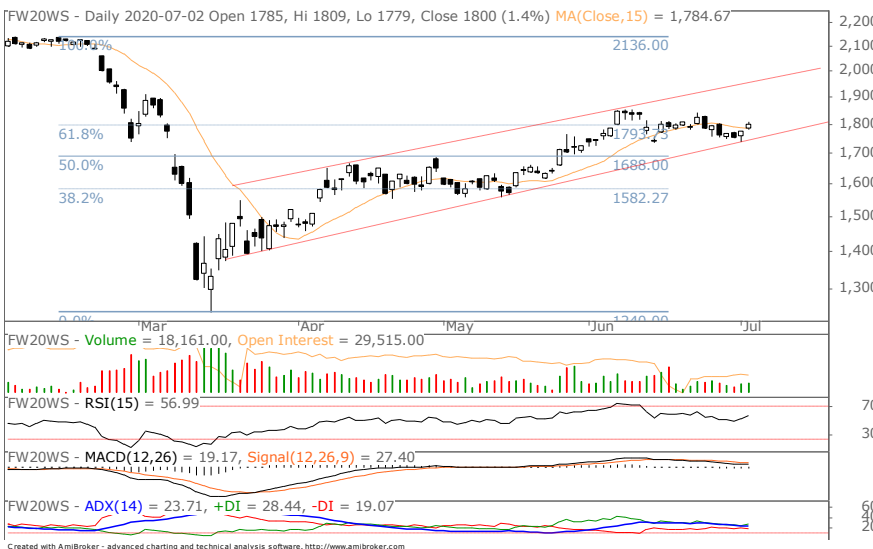 FW20WS - Daily 2020-07-02 Open 1785, Hi 1809, Lo 1779, Close 1800 (1.4%) MA(Close,15) = 1,784.67
2,200
100.0% 2136.00 2,100
2,000
1,900
61.8% 1793.73 1,800
50.0% 1688.00 1,700
38.2% 1582.27 1,600
1,500
1,400
1,300
0.0% 1240.00
Mar Apr May Jun Jul
FW20WS - Volume = 18,161.00, Open Interest = 29,515.00
FW20WS - RSI(15) = 56.99
70
30
FW20WS - MACD(12,26) = 19.17, Signal(12,26,9) = 27.40
FW20WS - ADX(14) = 23.71, +DI = 28.44, -DI = 19.07
60
40
20
Created with AmiBroker - advanced charting and technical analysis software. http://www.amibroker.com